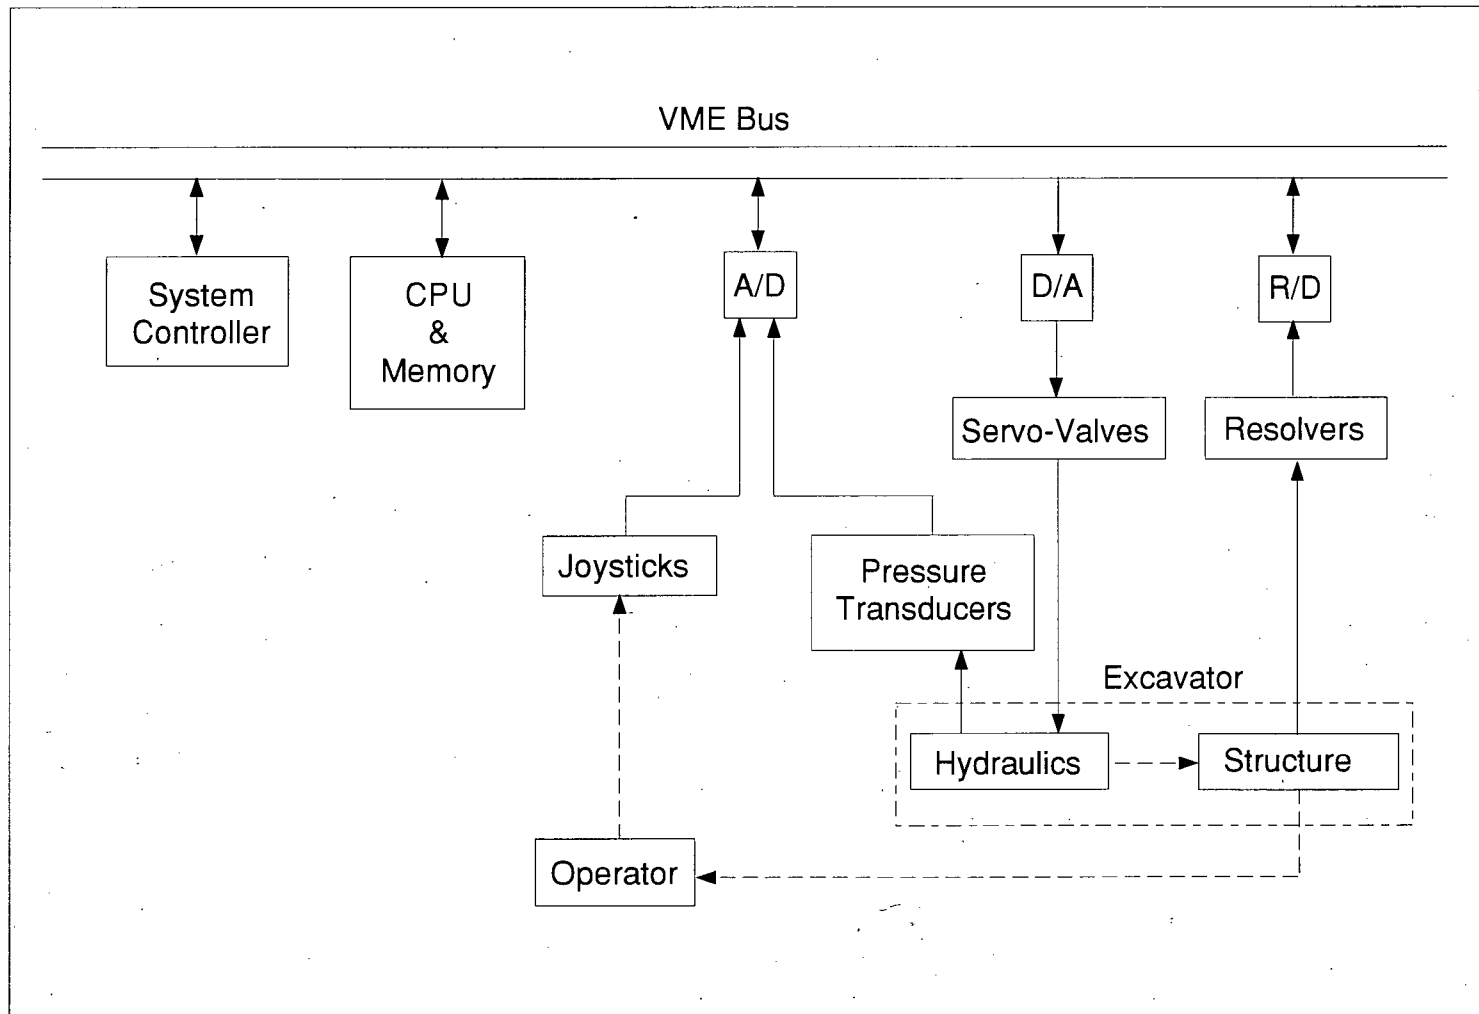 VME Bus
System
Controller
CPU
&
Memory
A/D
D/A
R/D
Servo-Valves
Resolvers
Joysticks
Pressure
Transducers
Excavator
Hydraulics
Structure
Operator